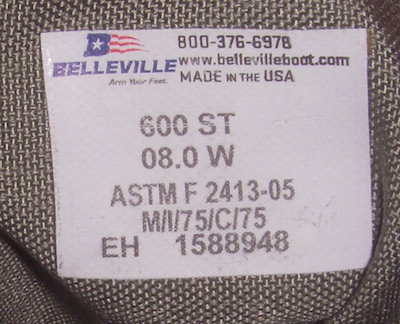 800-376-6978
BELLEVILLE www.bellevilleboot.com
Arm Your Feet. MADE IN THE USA
600 ST
08.0 W
ASTM F 2413-05
M/I/75/C/75
EH 1588948